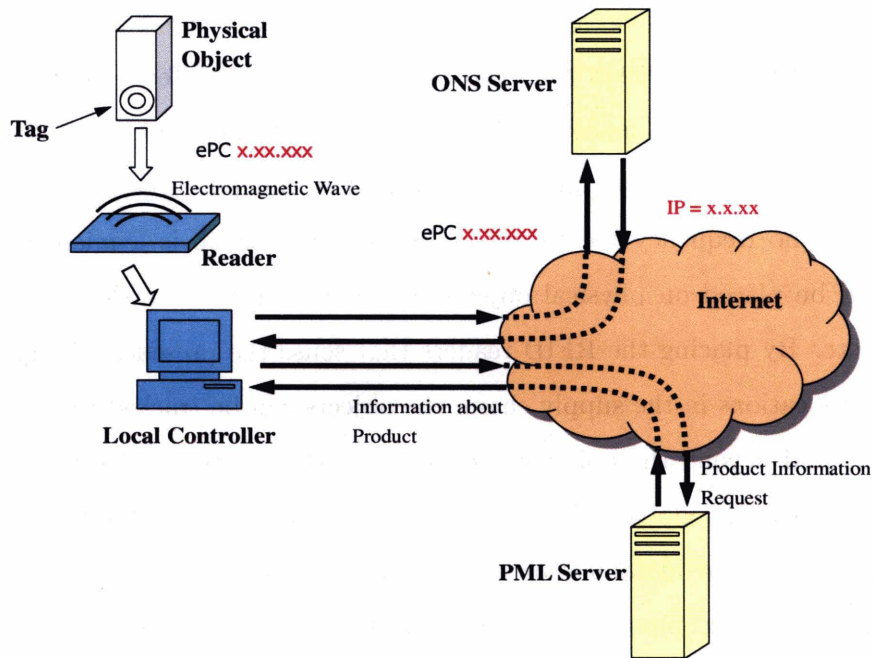 Physical
Object
Tag
ePC x.xx.xxx
Electromagnetic Wave
Reader
Local Controller
ONS Server
ePC x.xx.xxx
IP = x.x.xx
Internet
Information about
Product
Product Information
Request
PML Server